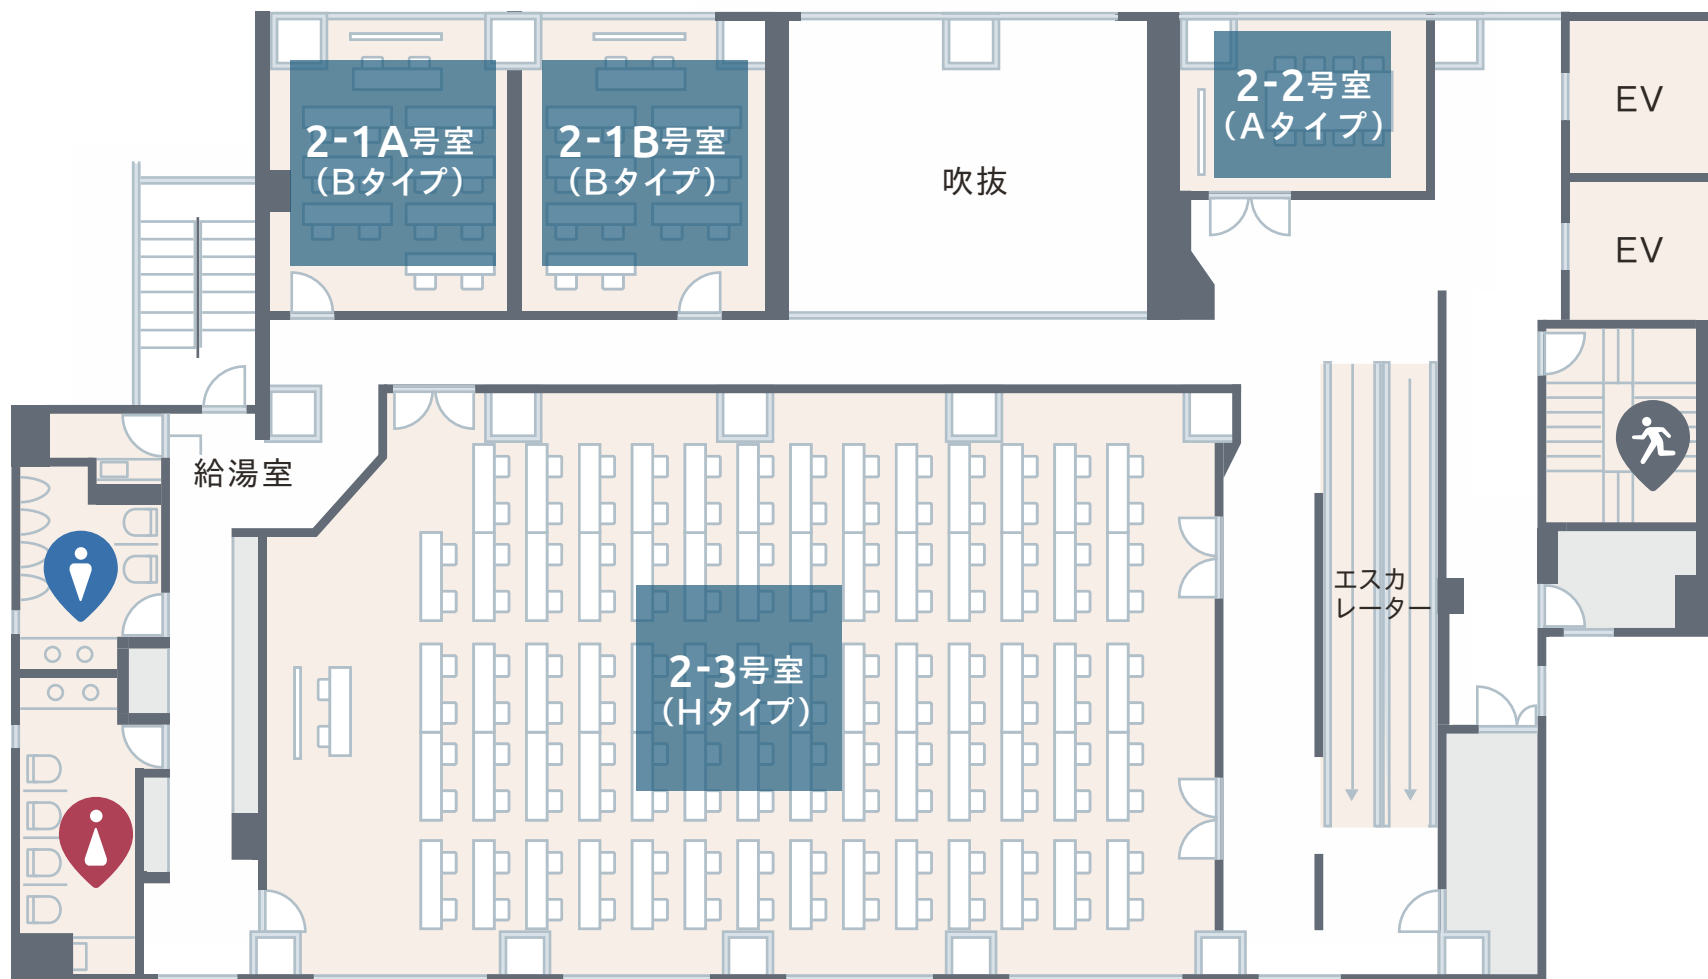 2-1A号室
（Bタイプ）
2-1B号室
（Bタイプ）
吹抜
2-2号室
（Aタイプ）
EV
EV
給湯室
エスカ
レーター
2-3号室
（Hタイプ）